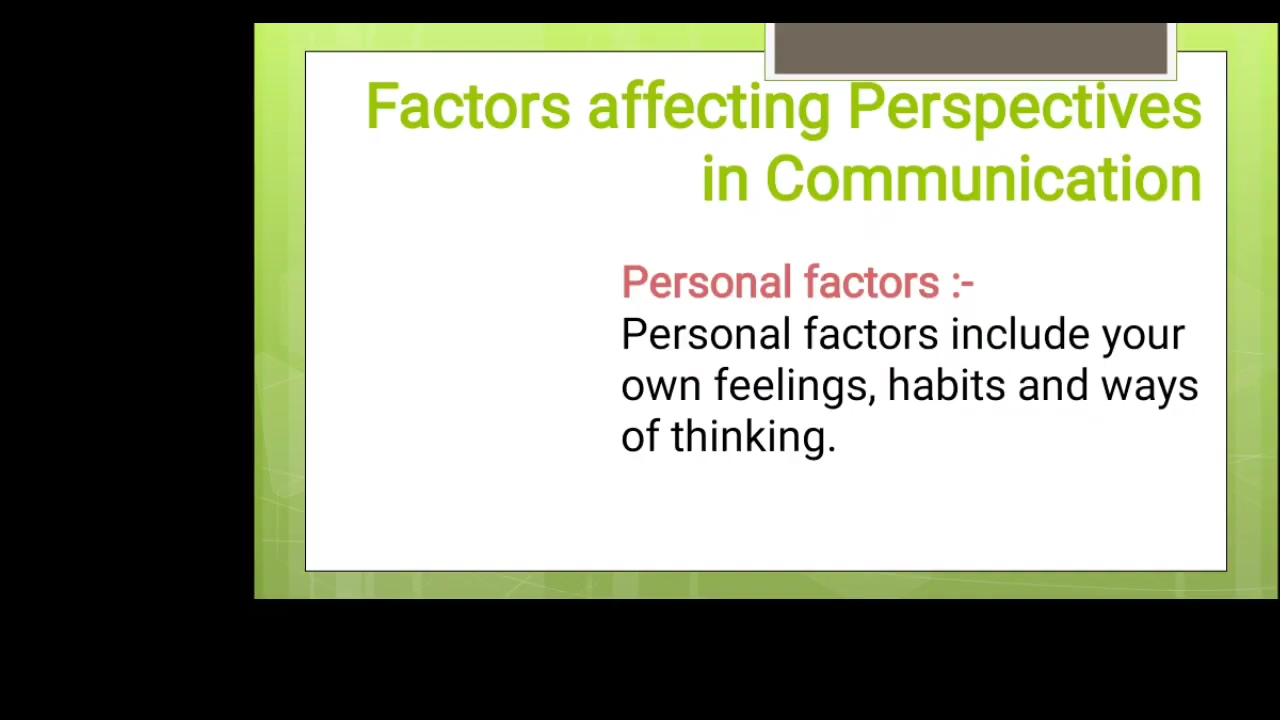 Factors affecting Perspectives
in Communication
Personal factors :-
Personal factors include your
own feelings, habits and ways
of thinking.